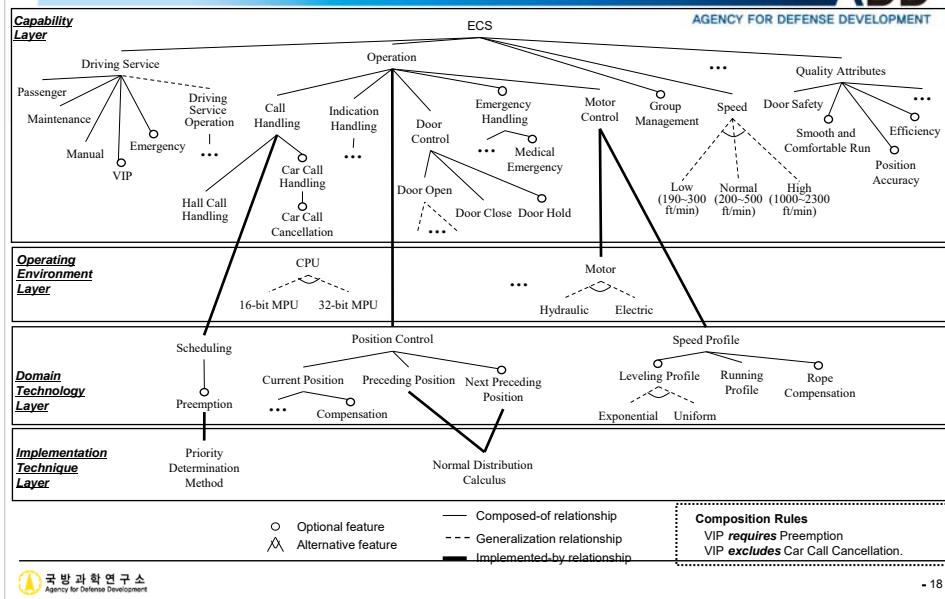 ADD
AGENCY FOR DEFENSE DEVELOPMENT
Capability
Layer
ECS
Driving Service
Operation
•••
Quality Attributes
Passenger
Maintenance
Manual
VIP
Emergency
Driving
Service
Operation
•••
Call
Handling
Hall Call
Handling
Car Call
Handling
Car Call
Cancellation
Indication
Handling
•••
Door
Control
Door Open
•••
Door Close
Door Hold
Emergency
Handling
•••
Medical
Emergency
Motor
Control
Group
Management
Speed
Low
(190~300
ft/min)
Normal
(200~500
ft/min)
High
(1000~2300
ft/min)
Door Safety
Smooth and
Comfortable Run
Position
Accuracy
Efficiency
•••
Operating
Environment
Layer
CPU
16-bit MPU
32-bit MPU
•••
Motor
Hydraulic
Electric
Domain
Technology
Layer
Scheduling
Preemption
Position Control
Current Position
•••
Compensation
Preceding Position
Next Preceding
Position
Speed Profile
Leveling Profile
Exponential
Uniform
Running
Profile
Rope
Compensation
Implementation
Technique
Layer
Priority
Determination
Method
Normal Distribution
Calculus
Optional feature
Alternative feature
Composed-of relationship
Generalization relationship
Implemented-by relationship
Composition Rules
VIP requires Preemption
VIP excludes Car Call Cancellation.
국방과학연구소
Agency for Defense Development
- 18